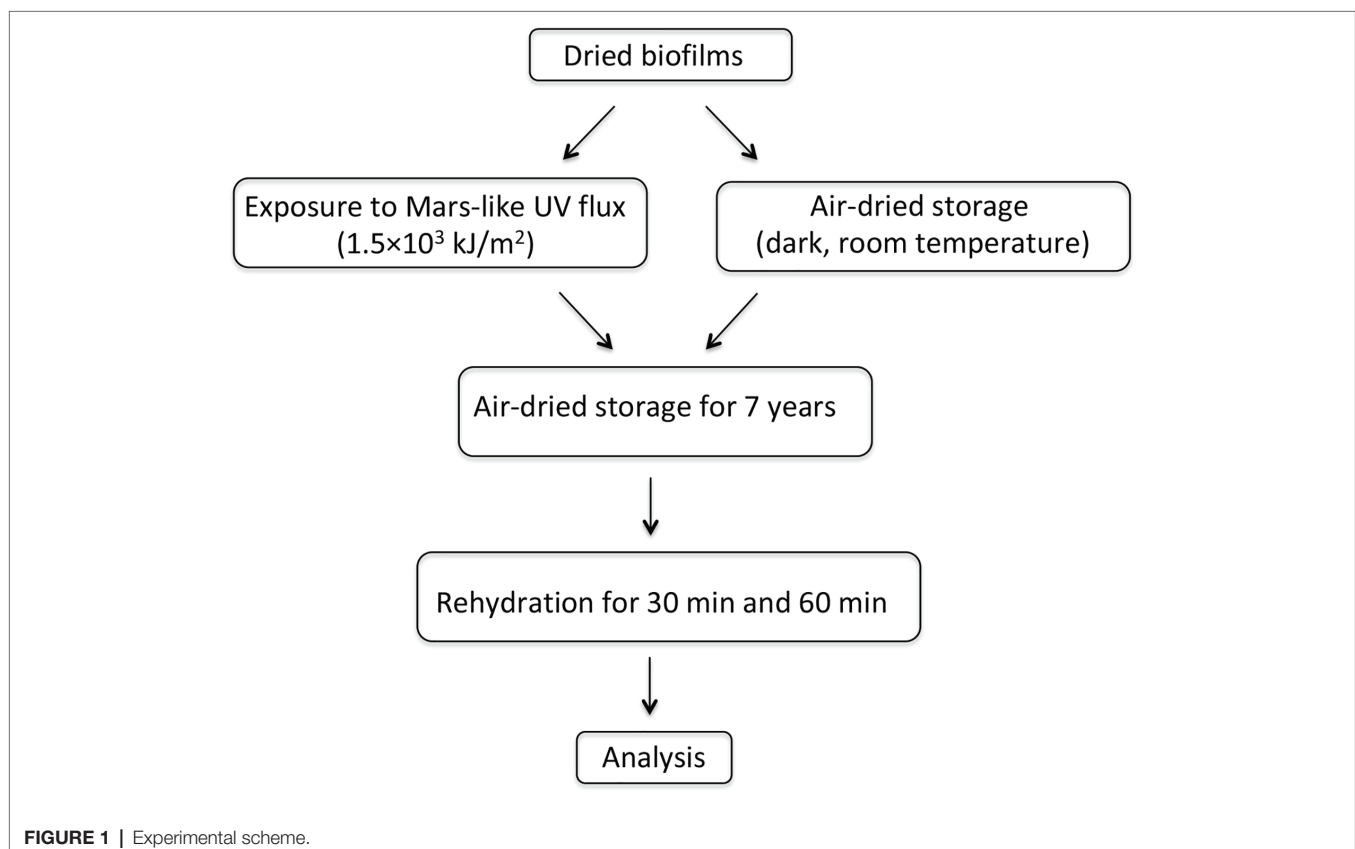 Dried biofilms
Exposure to Mars-like UV flux
(1.5×10³ kJ/m²)
Air-dried storage
(dark, room temperature)
Air-dried storage for 7 years
Rehydration for 30 min and 60 min
Analysis
FIGURE 1 | Experimental scheme.